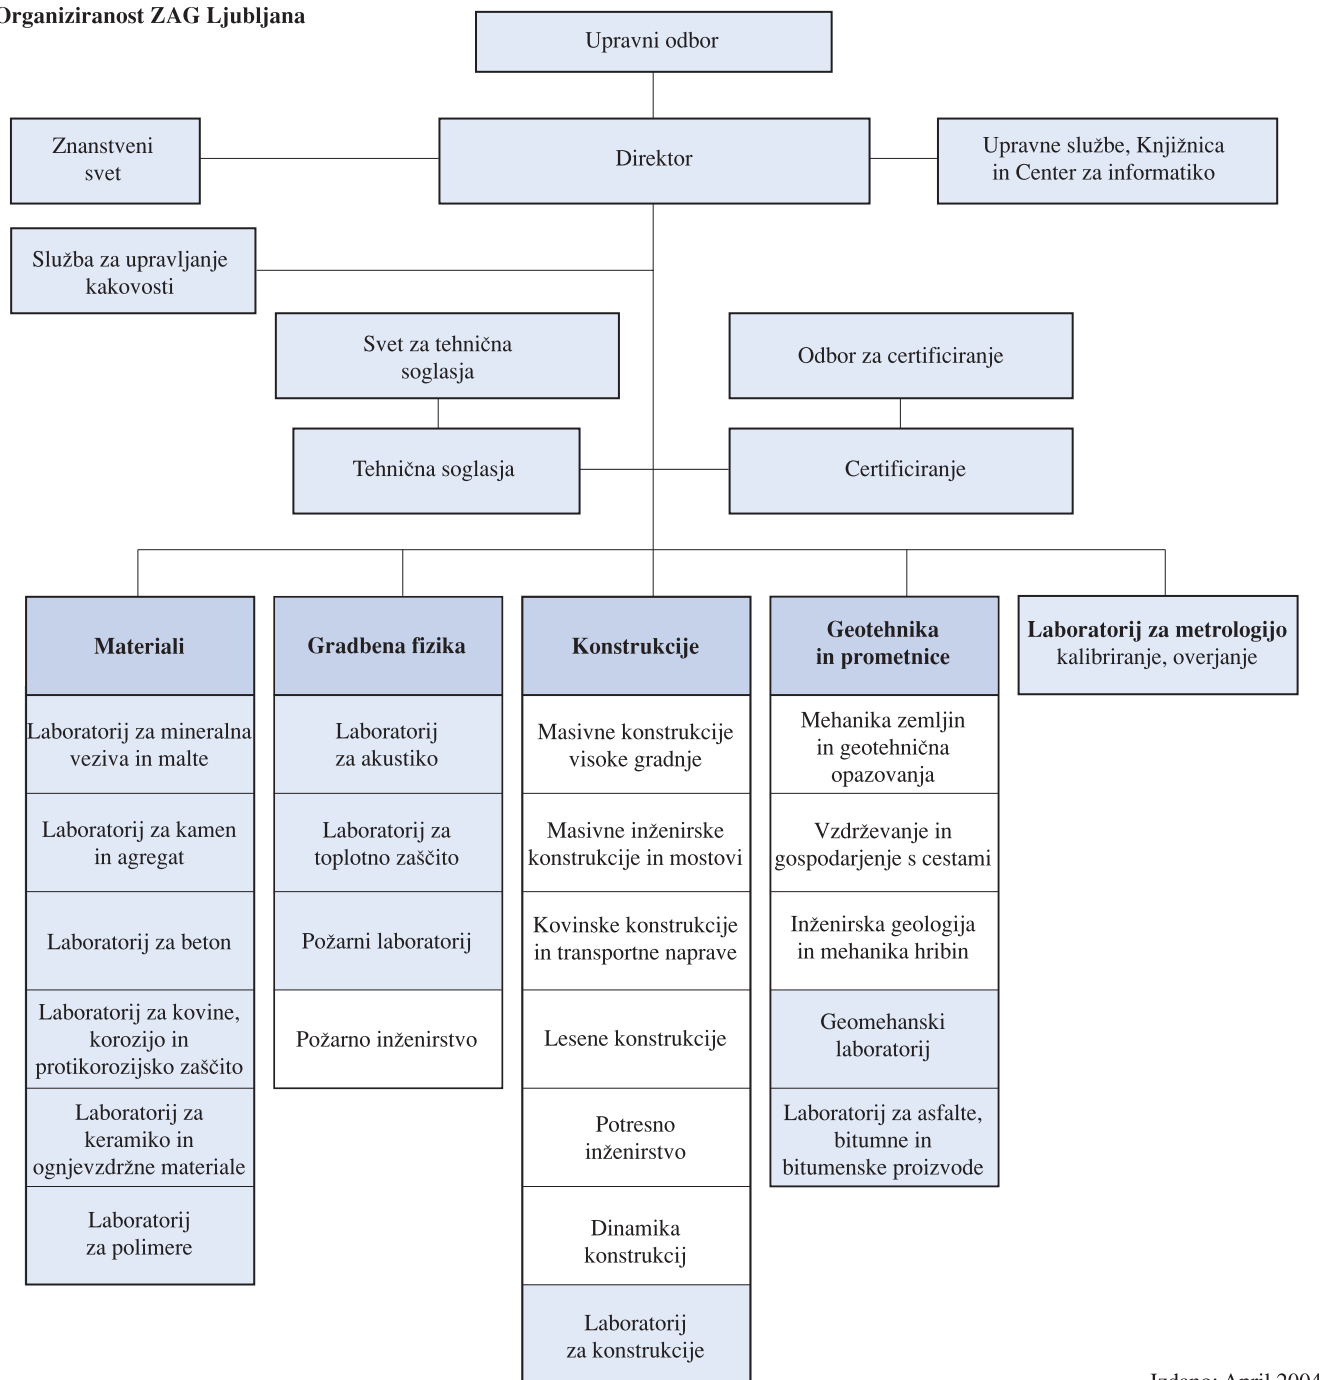 Organiziranost ZAG Ljubljana
Upravni odbor
Znanstveni
svet
Direktor
Upravne službe, Knjižnica
in Center za informatiko
Služba za upravljanje
kakovosti
Svet za tehnična
soglasja
Odbor za certificiranje
Tehnična soglasja
Certificiranje
Materiali
Laboratorij za mineralna
veziva in malte
Laboratorij za kamen
in agregat
Laboratorij za beton
Laboratorij za kovine,
korozijo in
protikorozijsko zaščito
Laboratorij za
keramiko in
ognjevzdržne materiale
Laboratorij
za polimere
Gradbena fizika
Laboratorij
za akustiko
Laboratorij za
toplotno zaščito
Požarni laboratorij
Požarno inženirstvo
Konstrukcije
Masivne konstrukcije
visoke gradnje
Masivne inženirske
konstrukcije in mostovi
Kovinske konstrukcije
in transportne naprave
Lesene konstrukcije
Potresno
inženirstvo
Dinamika
konstrukcij
Laboratorij
za konstrukcije
Geotehnika
in prometnice
Mehanika zemljin
in geotehnična
opazovanja
Vzdrževanje in
gospodarjenje s cestami
Inženirska geologija
in mehanika hribin
Geomehanski
laboratorij
Laboratorij za asfalte,
bitumne in
bitumenske proizvode
Laboratorij za metrologijo
kalibriranje, overjanje
Izdano: April 2004